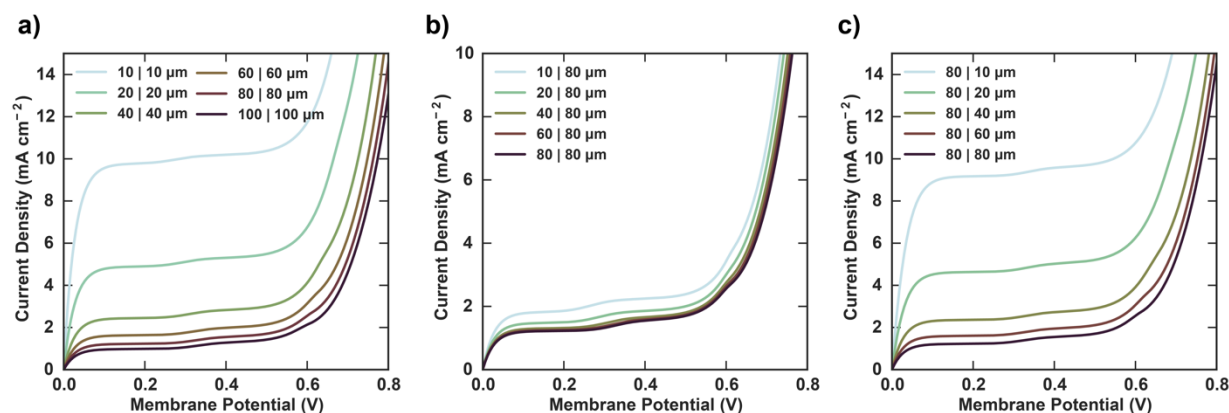 a)
14
12
10
8
6
4
2
0
0.0 0.2 0.4 0.6 0.8
Current Density (mA cm⁻²)
Membrane Potential (V)
10 | 10 µm
20 | 20 µm
40 | 40 µm
60 | 60 µm
80 | 80 µm
100 | 100 µm
b)
10
8
6
4
2
0
0.0 0.2 0.4 0.6 0.8
Current Density (mA cm⁻²)
Membrane Potential (V)
10 | 80 µm
20 | 80 µm
40 | 80 µm
60 | 80 µm
80 | 80 µm
c)
14
12
10
8
6
4
2
0
0.0 0.2 0.4 0.6 0.8
Current Density (mA cm⁻²)
Membrane Potential (V)
80 | 10 µm
80 | 20 µm
80 | 40 µm
80 | 60 µm
80 | 80 µm